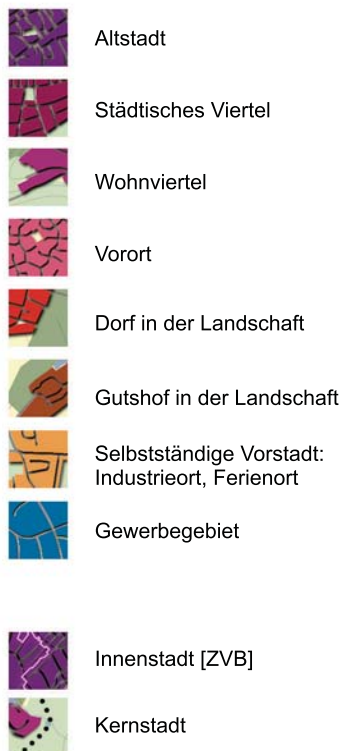 Altstadt
Städtisches Viertel
Wohnviertel
Vorort
Dorf in der Landschaft
Gutshof in der Landschaft
Selbstständige Vorstadt:
Industrieort, Ferienort
Gewerbegebiet
Innenstadt [ZVB]
Kernstadt